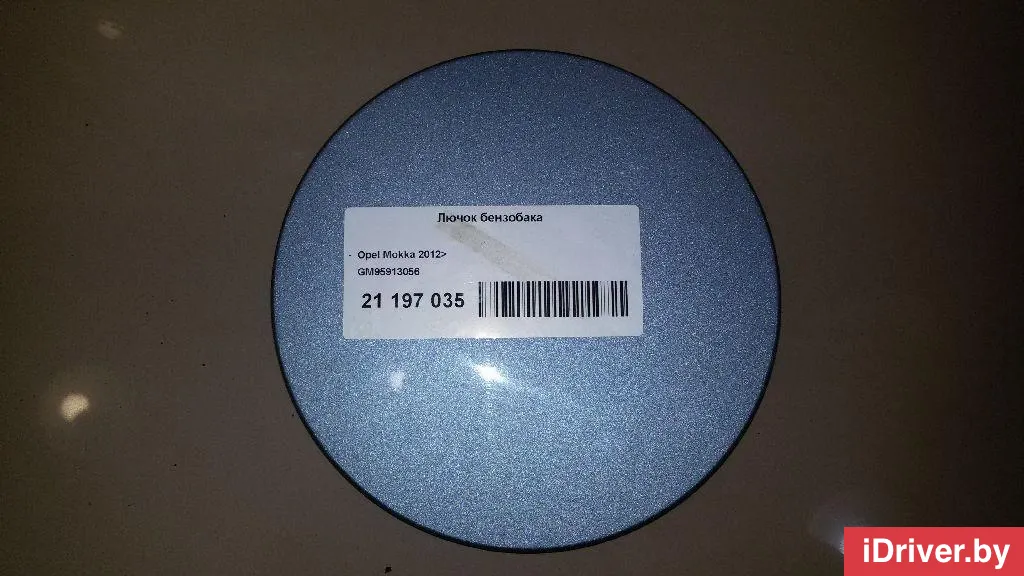 Лючок бензобака
- Opel Mokka 2012>
GM95913056
21 197 035
iDriver.by